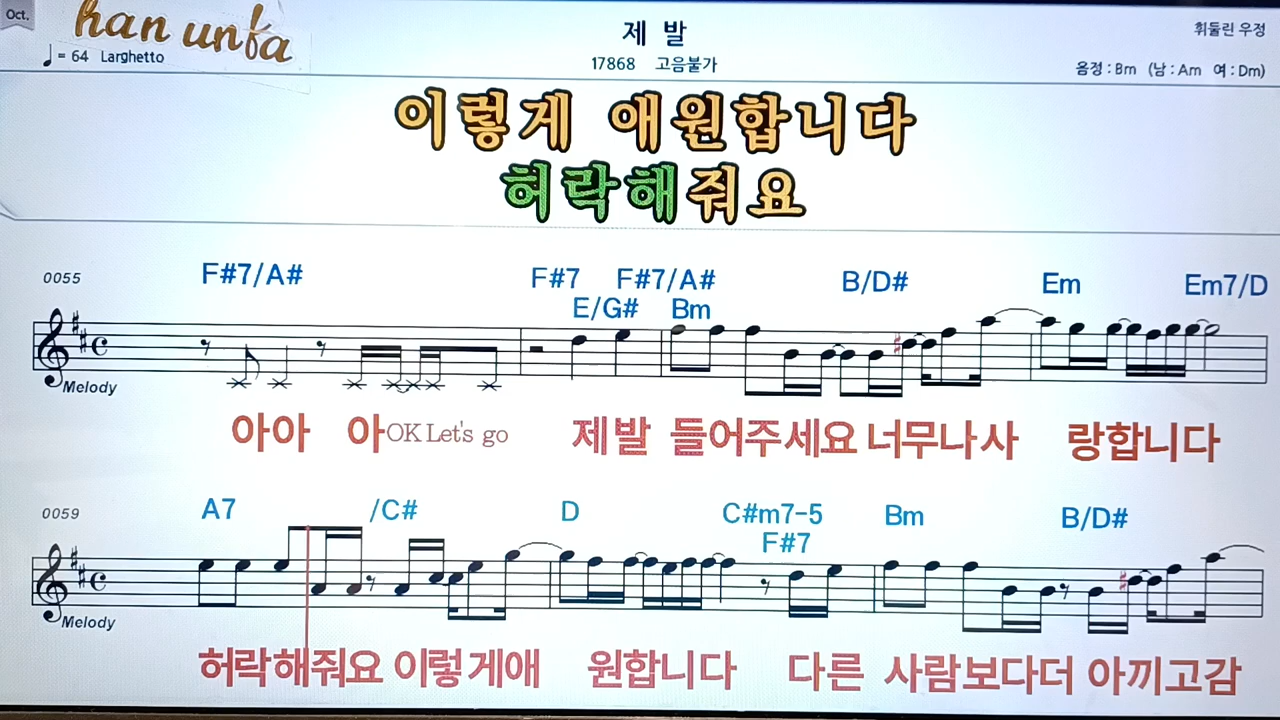 Oct.
han unfa
♩= 64 Larghetto
제 발
17868 고음불가
휘둘린 우정
음정 : Bm (남 : Am 여 : Dm)
이렇게 애원합니다
허락해줘요
0055
F#7/A# F#7 F#7/A# B/D# Em Em7/D
E/G# Bm
Melody
아아 아OK Let's go 제발 들어주세요 너무나사 랑합니다
0059
A7 /C# D C#m7-5 Bm B/D#
F#7
Melody
허락해줘요 이렇게애 원합니다 다른 사람보다더 아끼고감